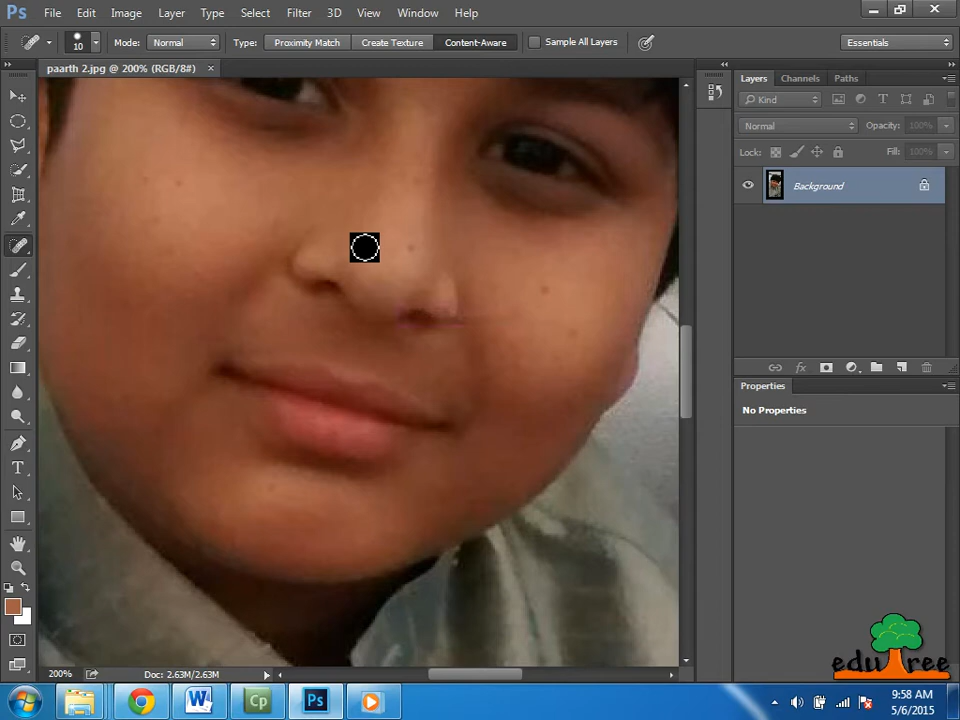 Ps File Edit Image Layer Type Select Filter 3D View Window Help
10 Mode: Normal Type: Proximity Match Create Texture Content-Aware Sample All Layers Essentials
paarth 2.jpg @ 200% (RGB/8#) ×
Layers Channels Paths
Kind
Normal Opacity: 100%
Lock: Fill: 100%
Background
Properties
No Properties
T
200% Doc: 2.63M/2.63M
eduTree
W Cp Ps
9:58 AM
5/6/2015